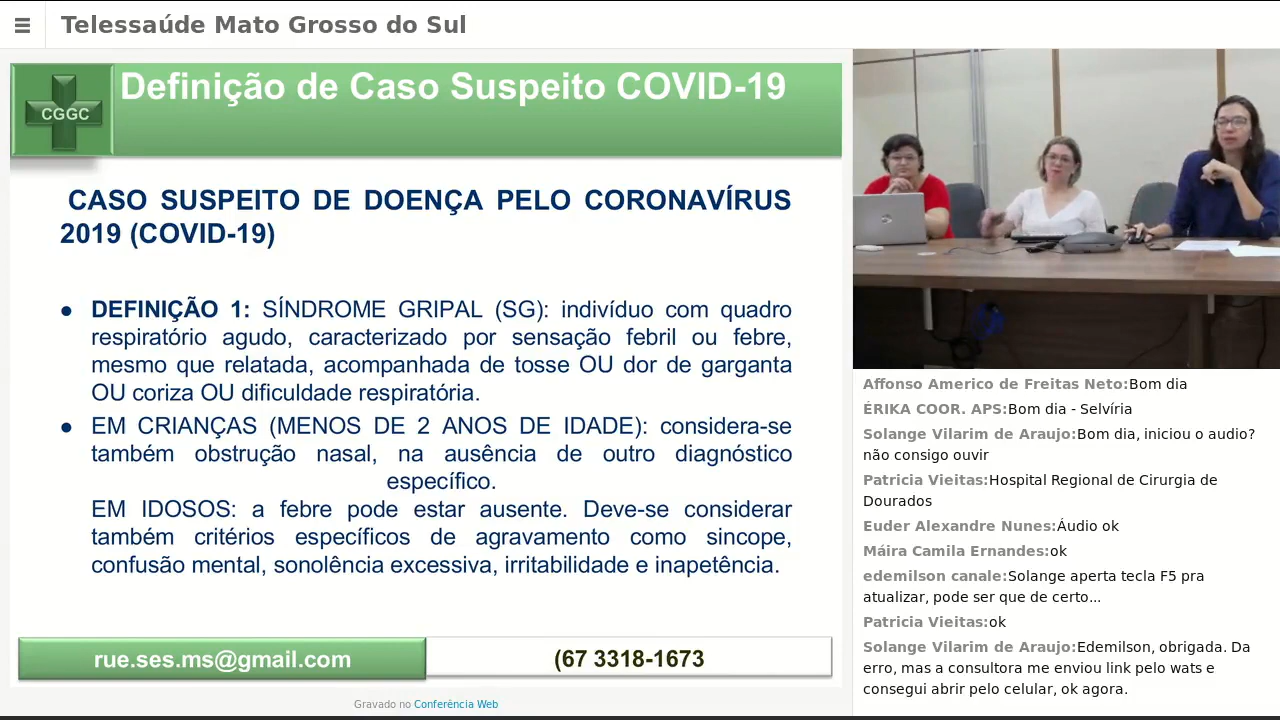 Telessaúde Mato Grosso do Sul
CGGC
Definição de Caso Suspeito COVID-19
CASO SUSPEITO DE DOENÇA PELO CORONAVÍRUS
2019 (COVID-19)
● DEFINIÇÃO 1: SÍNDROME GRIPAL (SG): indivíduo com quadro
respiratório agudo, caracterizado por sensação febril ou febre,
mesmo que relatada, acompanhada de tosse OU dor de garganta
OU coriza OU dificuldade respiratória.
● EM CRIANÇAS (MENOS DE 2 ANOS DE IDADE): considera-se
também obstrução nasal, na ausência de outro diagnóstico
específico.
EM IDOSOS: a febre pode estar ausente. Deve-se considerar
também critérios específicos de agravamento como sincope,
confusão mental, sonolência excessiva, irritabilidade e inapetência.
rue.ses.ms@gmail.com
(67 3318-1673
Gravado no Conferência Web
Affonso Americo de Freitas Neto:Bom dia
ÉRIKA COOR. APS:Bom dia - Selvíria
Solange Vilarim de Araujo:Bom dia, iniciou o audio?
não consigo ouvir
Patricia Vieitas:Hospital Regional de Cirurgia de
Dourados
Euder Alexandre Nunes:Áudio ok
Máira Camila Ernandes:ok
edemilson canale:Solange aperta tecla F5 pra
atualizar, pode ser que de certo...
Patricia Vieitas:ok
Solange Vilarim de Araujo:Edemilson, obrigada. Da
erro, mas a consultora me enviou link pelo wats e
consegui abrir pelo celular, ok agora.